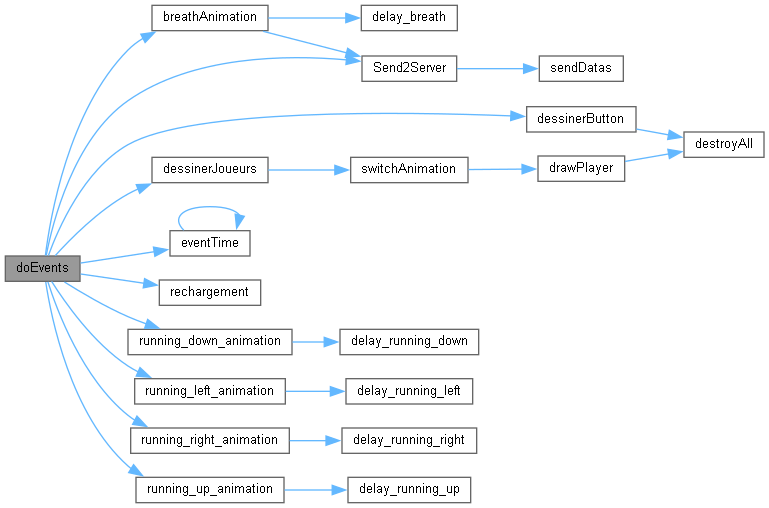 breathAnimation
delay_breath
Send2Server
sendDatas
dessinerButton
destroyAll
dessinerJoueurs
switchAnimation
drawPlayer
eventTime
doEvents
rechargement
running_down_animation
delay_running_down
running_left_animation
delay_running_left
running_right_animation
delay_running_right
running_up_animation
delay_running_up